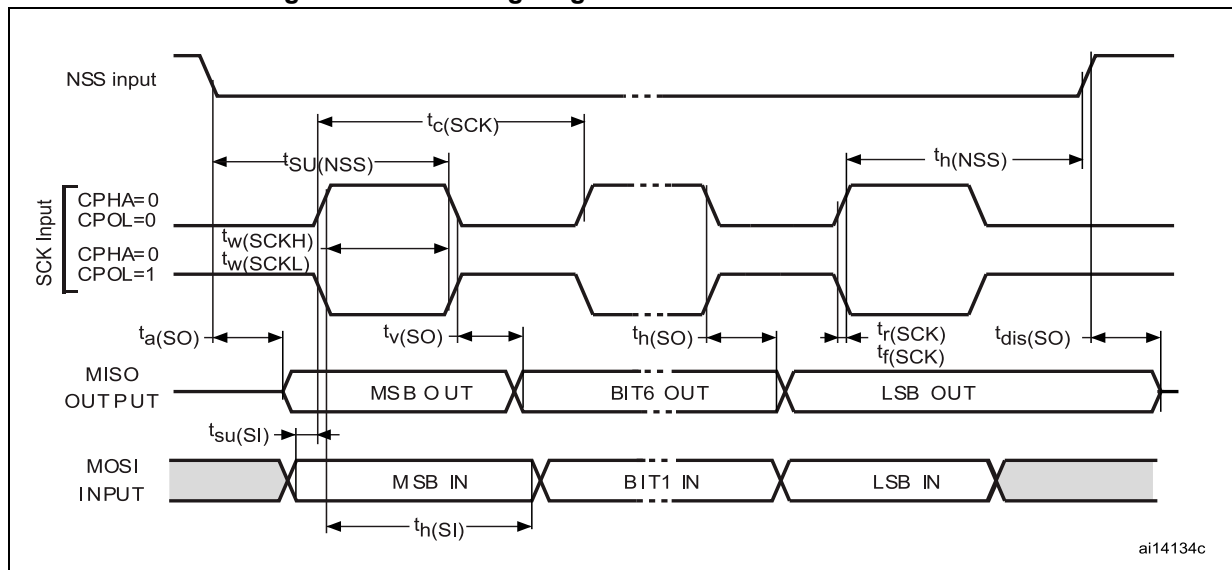 NSS input
tc(SCK)
tSU(NSS)
th(NSS)
SCK Input
CPHA=0
CPOL=0
tw(SCKH)
CPHA=0
tw(SCKL)
CPOL=1
ta(SO)
tv(SO)
th(SO)
tr(SCK)
tf(SCK)
tdis(SO)
MISO
OUTPUT
MSB OUT
BIT6 OUT
LSB OUT
tsu(SI)
MOSI
INPUT
MSB IN
BIT1 IN
LSB IN
th(SI)
ai14134c